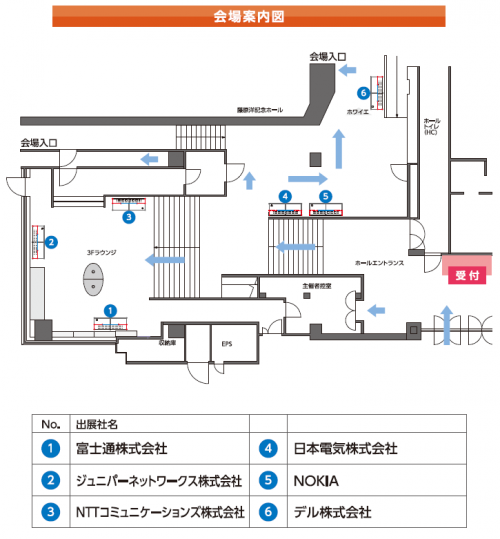 会場案内図
会場入口
6
ホワイエ
藤原洋記念ホール
ホール
トイレ
(HC)
会場入口
4
5
3
2
3Fラウンジ
ホールエントランス
受付
主催者控室
1
収納庫
EPS
No. 出展社名
1 富士通株式会社 4 日本電気株式会社
2 ジュニパーネットワークス株式会社 5 NOKIA
3 NTTコミュニケーションズ株式会社 6 デル株式会社